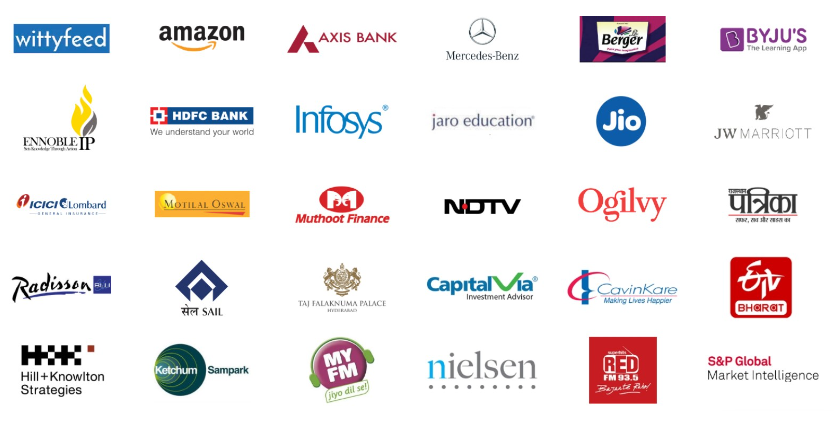 wittyfeed
amazon
AXIS BANK
Mercedes-Benz
Berger
BYJU'S
The Learning App
ENNOBLE IP
HDFC BANK
We understand your world
Infosys®
jaro education®
Jio
JW MARRIOTT
ICICI Lombard
GENERAL INSURANCE
MOTILAL OSWAL
Muthoot Finance
NDTV
Ogilvy
राजस्थान
पत्रिका
Radisson BLU
सेल SAIL
TAJ FALAKNUMA PALACE
HYDERABAD
CapitalVia®
Investment Advisor
CavinKare
Making Lives Happier
BHARAT
Hill+Knowlton
Strategies
Ketchum Sampark
MY
FM
jiyo dil se!
nielsen
RED
FM 93.5
Bajaate Raho!
S&P Global
Market Intelligence